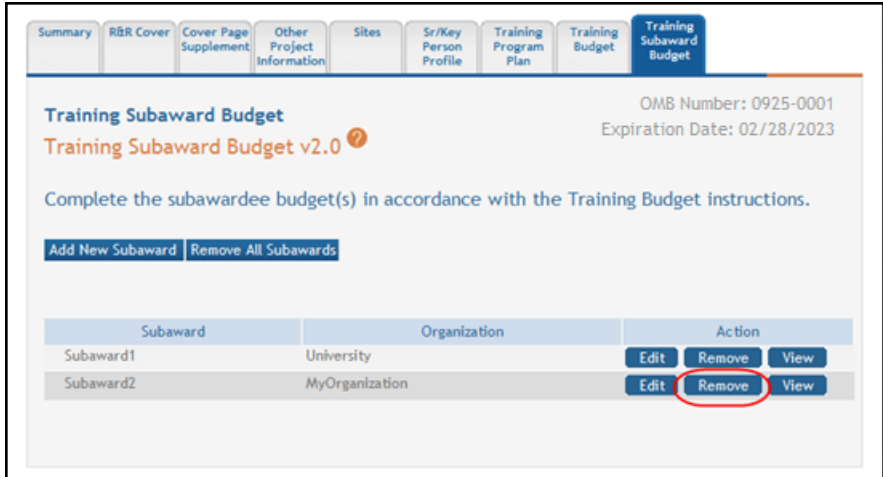 Summary R&R Cover Cover Page Supplement Other Project Information Sites Sr/Key Person Profile Training Program Plan Training Budget Training Subaward Budget
OMB Number: 0925-0001
Training Subaward Budget
Expiration Date: 02/28/2023
Training Subaward Budget v2.0 ?
Complete the subawardee budget(s) in accordance with the Training Budget instructions.
Add New Subaward Remove All Subawards
Subaward Organization Action
Subaward1 University Edit Remove View
Subaward2 MyOrganization Edit Remove View